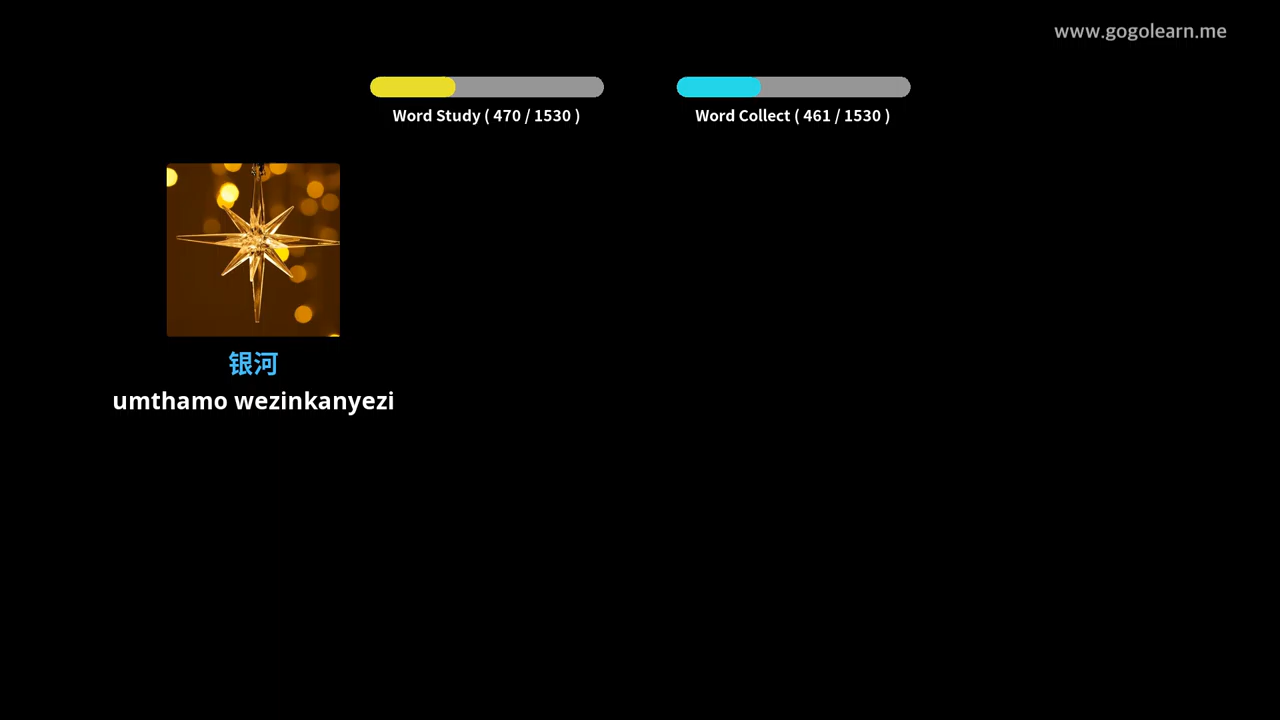 www.gogolearn.me
Word Study ( 470 / 1530 )
Word Collect ( 461 / 1530 )
银河
umthamo wezinkanyezi